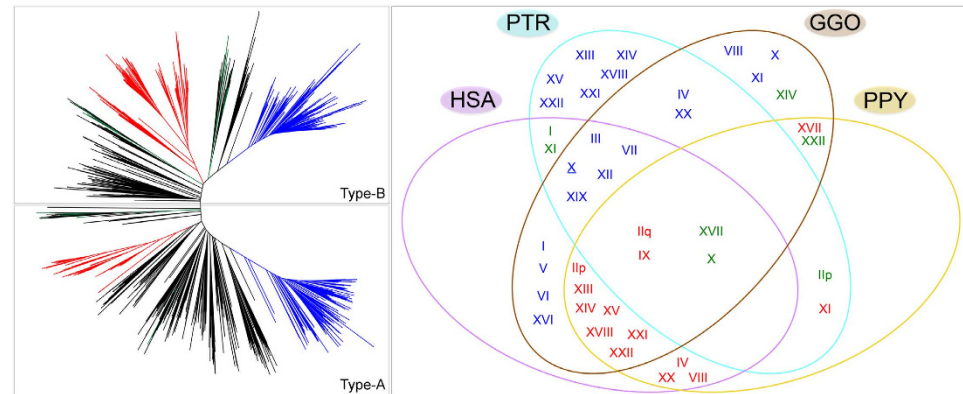 Type-B
Type-A
PTR
GGO
HSA
PPY
XIII XIV
XV XVIII
XXI
XXII
VIII X
XI
XIV
IV
XX
I
XI
III
VII
X
XII
XIX
XVII
XXII
I
V
VI
XVI
IIq
IX
XVII
X
IIp
XIII
XIV XV
XVIII XXI
XXII
IIp
XI
IV
XX VIII